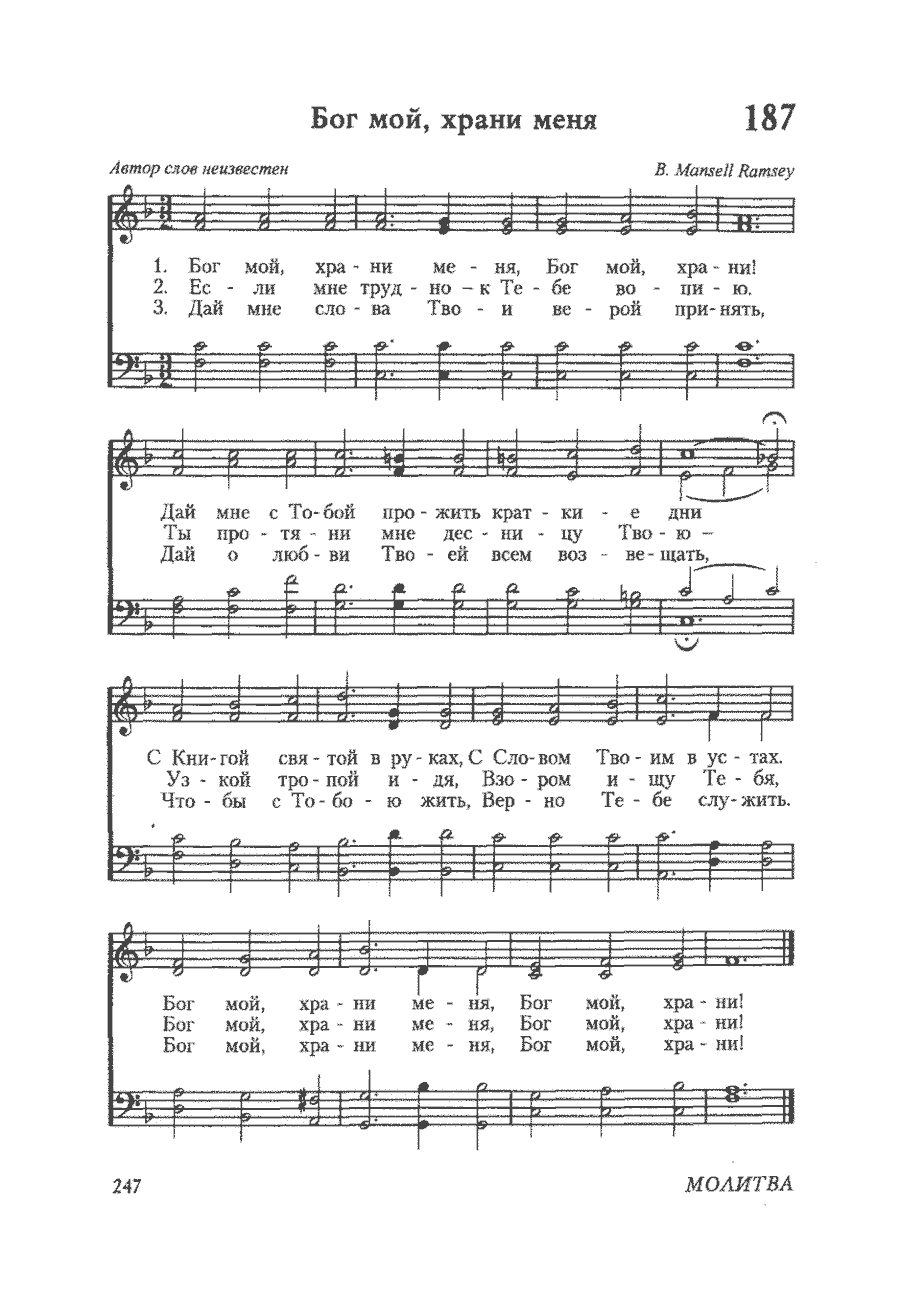 Бог мой, храни меня 187
Автор слов неизвестен B. Mansell Ramsey
1. Бог мой, хра - ни ме - ня, Бог мой, хра - ни!
2. Ес - ли мне труд - но – к Те - бе во - пи - ю.
3. Дай мне сло - ва Тво - и ве - рой при - нять,
Дай мне с То - бой про - жить крат - ки - е дни
Ты про - тя - ни мне дес - ни - цу Тво - ю –
Дай о люб - ви Тво - ей всем воз - ве - щать,
С Кни - гой свя - той в ру - ках, С Сло - вом Тво - им в ус - тах.
Уз - кой тро - пой и - дя, Взо - ром и - щу Те - бя,
Что - бы с То - бо - ю жить, Вер - но Те - бе слу - жить.
Бог мой, хра - ни ме - ня, Бог мой, хра - ни!
Бог мой, хра - ни ме - ня, Бог мой, хра - ни!
Бог мой, хра - ни ме - ня, Бог мой, хра - ни!
247 МОЛИТВА